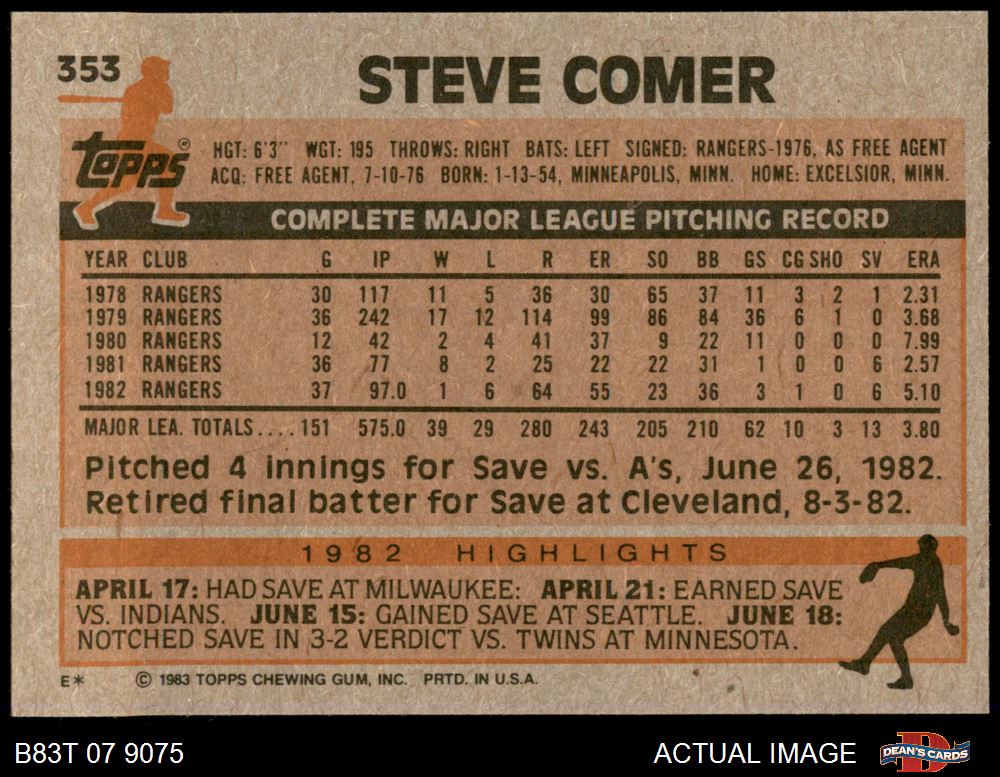 353
STEVE COMER
Topps®
HGT: 6'3" WGT: 195 THROWS: RIGHT BATS: LEFT SIGNED: RANGERS-1976, AS FREE AGENT
ACQ: FREE AGENT, 7-10-76 BORN: 1-13-54, MINNEAPOLIS, MINN. HOME: EXCELSIOR, MINN.
COMPLETE MAJOR LEAGUE PITCHING RECORD
YEAR CLUB G IP W L R ER SO BB GS CG SHO SV ERA
1978 RANGERS 30 117 11 5 36 30 65 37 11 3 2 1 2.31
1979 RANGERS 36 242 17 12 114 99 86 84 36 6 1 0 3.68
1980 RANGERS 12 42 2 4 41 37 9 22 11 0 0 0 7.99
1981 RANGERS 36 77 8 2 25 22 22 31 1 0 0 6 2.57
1982 RANGERS 37 97.0 1 6 64 55 23 36 3 1 0 6 5.10
MAJOR LEA. TOTALS.... 151 575.0 39 29 280 243 205 210 62 10 3 13 3.80
Pitched 4 innings for Save vs. A's, June 26, 1982.
Retired final batter for Save at Cleveland, 8-3-82.
1982 HIGHLIGHTS
APRIL 17: HAD SAVE AT MILWAUKEE: APRIL 21: EARNED SAVE
VS. INDIANS. JUNE 15: GAINED SAVE AT SEATTLE. JUNE 18:
NOTCHED SAVE IN 3-2 VERDICT VS. TWINS AT MINNESOTA.
E* © 1983 TOPPS CHEWING GUM, INC. PRTD. IN U.S.A.
B83T 07 9075 ACTUAL IMAGE D DEAN'S CARDS